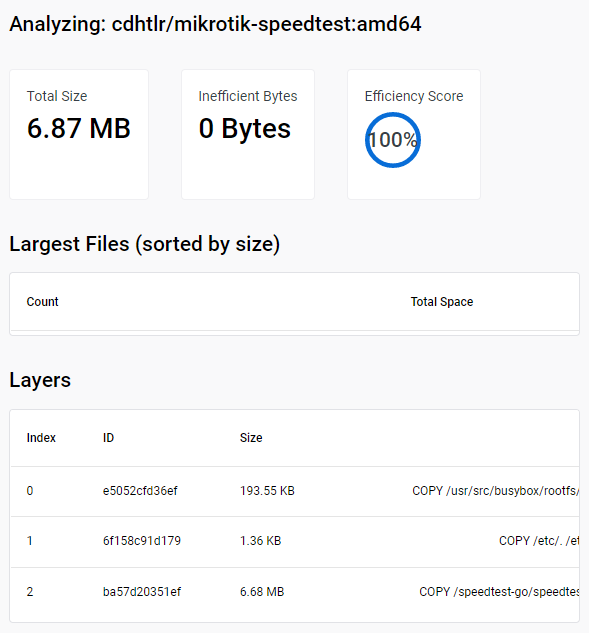 Analyzing: cdhtlr/mikrotik-speedtest:amd64
Total Size Inefficient Bytes Efficiency Score
6.87 MB 0 Bytes 100%
Largest Files (sorted by size)
Count Total Space
Layers
Index ID Size
0 e5052cfd36ef 193.55 KB COPY /usr/src/busybox/rootfs/
1 6f158c91d179 1.36 KB COPY /etc/. /et
2 ba57d20351ef 6.68 MB COPY /speedtest-go/speedtes